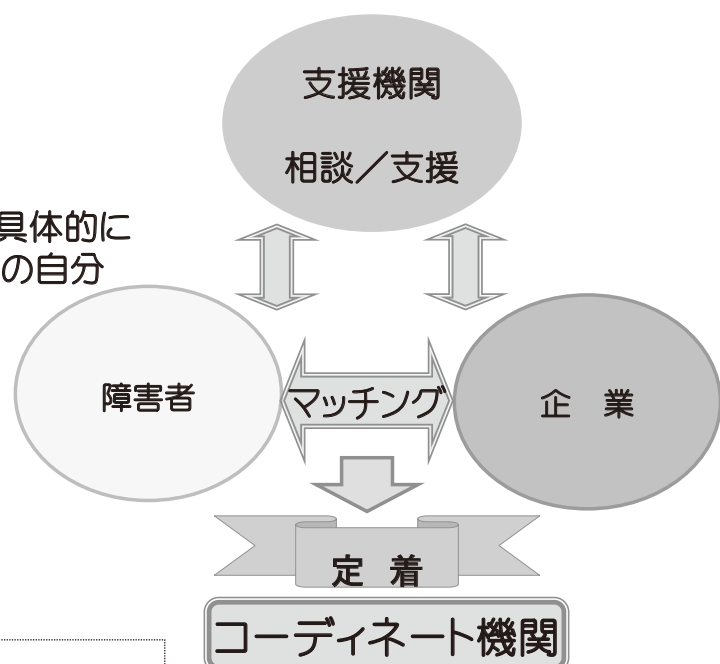 支援機関
相談／支援
具体的に
の自分
障害者
マッチング
企 業
定 着
コーディネート機関